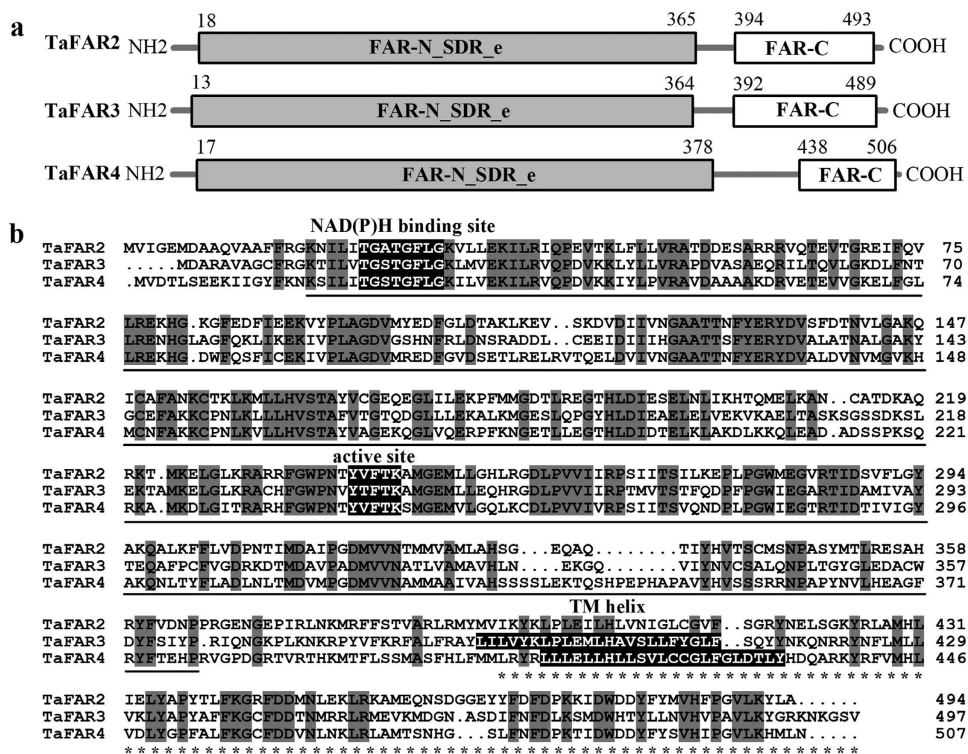 a
18 365 394 493
TaFAR2 NH2 FAR-N_SDR_e FAR-C COOH
13 364 392 489
TaFAR3 NH2 FAR-N_SDR_e FAR-C COOH
17 378 438 506
TaFAR4 NH2 FAR-N_SDR_e FAR-C COOH
b
NAD(P)H binding site
TaFAR2 MVIGEMDAAQVAAFFRGKNILITGATGFLGKVLLEKILRIQPEVTKLFLLVRATDDESARRRVQTEVTGREIFQV 75
TaFAR3 .....MDARAVAGCFRGKTILVTGSTGFLGKLMVEKILRVQPDVKKLYLLVRAPDVASAEQRILTQVLGKDLFNT 70
TaFAR4 .MVDTLSEEKIIGYFKNKSILITGSTGFLGKVLVEKILRVQPDVKKIYLPVRAVDAAAAKDRVETEVVGKELFGL 74
TaFAR2 LREKHG.KGFEDFIEEKVYPLAGDVMYEDFGLDTAKLKEV..SKDVDIIVNGAATTNFYERYDVSFDTNVLGAKQ 147
TaFAR3 LRENHGLAGFQKLIKEKIVPLAGDVGSHNFRLDNSRADDL..CEEIDIIIHGAATTNFYERYDVALATNALGAKY 143
TaFAR4 LREKHG.DWFQSFICEKIVPLAGDVMREDFGVDSETLRELRVTQELDVIVNGAATTNFYERYDVALDVNVMGVKH 148
TaFAR2 ICAFANKCTKLKMLLHVSTAYVCGEQEGLILEKPFMMGDTLREGTHLDIESELNLIKHTQMELKAN..CATDKAQ 219
TaFAR3 GCEFAKKCPNLKLLLHVSTAFVTGTQDGLLLEKALKMGESLQPGYHLDIEAELELVEKVKAELTASKSGSSDKSL 218
TaFAR4 MCNFAKKCPNLKVLLHVSTAYVAGEKQGLVQERPFKNGETLLEGTHLDIDTELKLAKDLKKQLEAD.ADSSPKSQ 221
active site
TaFAR2 RKT.MKELGLKRARRFGWPNTYVFTKAMGEMLLGHLRGDLPVVIIRPSIITSILKEPLPGWMEGVRTIDSVFLGY 294
TaFAR3 EKTAMKELGLKRACHFGWPNVYTFTKAMGEMLLEQHRGDLPVVIIRPTMVTSTFQDPFPGWIEGARTIDAMIVAY 293
TaFAR4 RKA.MKDLGITRARHFGWPNTYVFTKSMGEMVLGQLKCDLPVVIVRPSIITSVQNDPLPGWIEGTRTIDTIVIGY 296
TaFAR2 AKQALKFFLVDPNTIMDAIPGDMVVNTMMVAMLAHSG...EQAQ.......TIYHVTSCMSNPASYMTLRESAH 358
TaFAR3 TEQAFPCFVGDRKDTMDAVPADMVVNATLVAMAVHLN...EKGQ......VIYNVCSALQNPLTGYGLEDACW 357
TaFAR4 AKQNLTYFLADLNLTMDVMPGDMVVNAMMAAIVAHSSSSLEKTQSHPEPHAPAVYHVSSSRRNPAPYNVLHEAGF 371
TM helix
TaFAR2 RYFVDNPPRGENGEPIRLNKMRFFSTVARLRMYMVIKYKLPLEILHLVNIGLCGVF..SGRYNELSGKYRLAMHL 431
TaFAR3 DYFSIYP.RIQNGKPLKNKRPYVFKRFALFRAYLILVYKLPLEMLHAVSLLFYGLF..SQYYNKQNRRYNFLMLL 429
TaFAR4 RYFTEHPRVGPDGRTVRTHKMTFLSSMASFHLFMMLRYRLLLELLHLLSVLCCGLFGLDTLYHDQARKYRFVMHL 446
TaFAR2 IELYAPYTLFKGRFDDMNLEKLRKAMEQNSDGGEYYFDFDPKIDWDDYFYMVHFPGVLKYLA... 494
TaFAR3 VKLYAPYAFFKGCFDDTNMRRLRMEVKMDGN.ASDIFNFDLKSMDWHTYLLNVHVPAVLKYGRKNKGSV 497
TaFAR4 VDLYGPFALFKGCFDDVNLNKLRLAMTSNHG...SLFNFDPKTIDWDDYFYSVHIPGVLKHMLN... 507